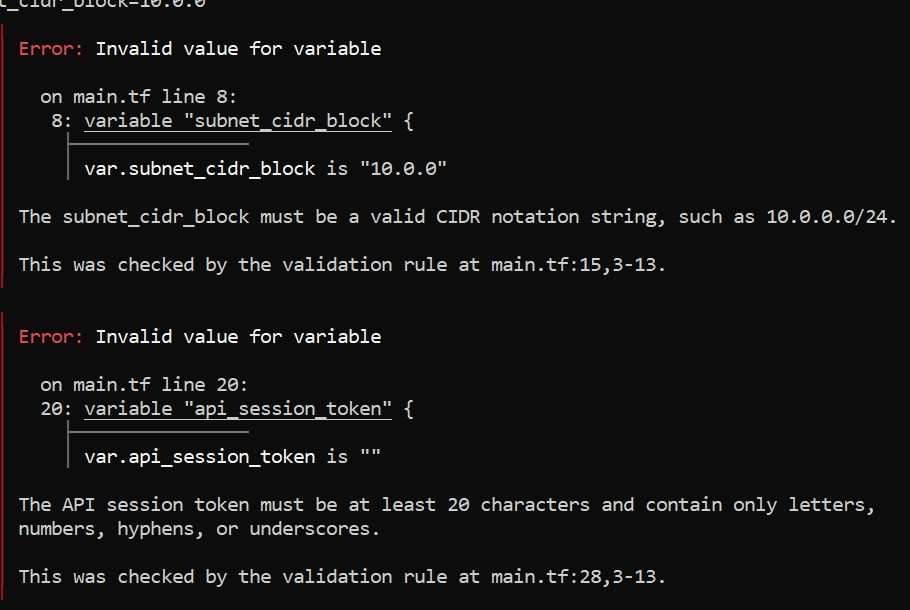 t_cidr_block=10.0.0
Error: Invalid value for variable
on main.tf line 8:
8: variable "subnet_cidr_block" {
var.subnet_cidr_block is "10.0.0"
The subnet_cidr_block must be a valid CIDR notation string, such as 10.0.0.0/24.
This was checked by the validation rule at main.tf:15,3-13.
Error: Invalid value for variable
on main.tf line 20:
20: variable "api_session_token" {
var.api_session_token is ""
The API session token must be at least 20 characters and contain only letters,
numbers, hyphens, or underscores.
This was checked by the validation rule at main.tf:28,3-13.